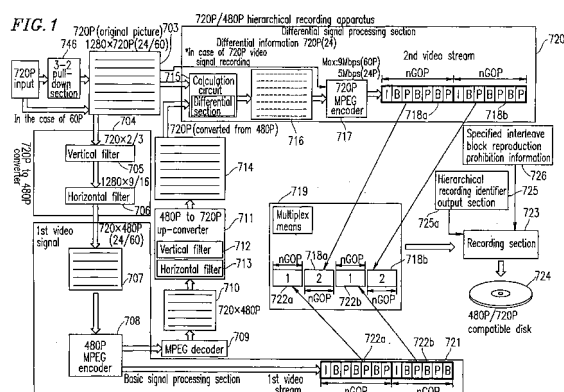 FIG. 1
720P (original picture)
1280×720P(24/60)
703
746
3-2
pull-
down
section
720P
input
In the case of 60P
704
715
720P/480P hierarchical recording apparatus
Differential signal processing section
Differential information 720P(24)
*In case of 720P video
signal recording
720
Calculation
circuit
Differential
section
716
Max:9Mbps(60P)
5Mbps(24P)
720P
MPEG
encoder
717
2nd video stream
nGOP
nGOP
I B P B P B P I B P B P B P
718a
718b
720P to 480P
converter
720×2/3
Vertical filter
705
1280×9/16
Horizontal filter
706
720P(converted from 480P)
714
480P to 720P
up-converter
711
Vertical filter
712
Horizontal filter
713
710
720×480P
1st video
signal
720×480P
(24/60)
707
708
480P
MPEG
encoder
MPEG decoder
709
Basic signal processing section
719
Multiplex
means
nGOP
718a
nGOP
718b
1
2
1
2
722a
nGOP
722b
nGOP
Specified interleave
block reproduction
prohibition information
726
Hierarchical
recording identifier
output section
725
725a
723
Recording section
724
480P/720P
compatible disk
722a
722b
721
I B P B P B P I B P B P B
1st video
stream
nGOP
nGOP